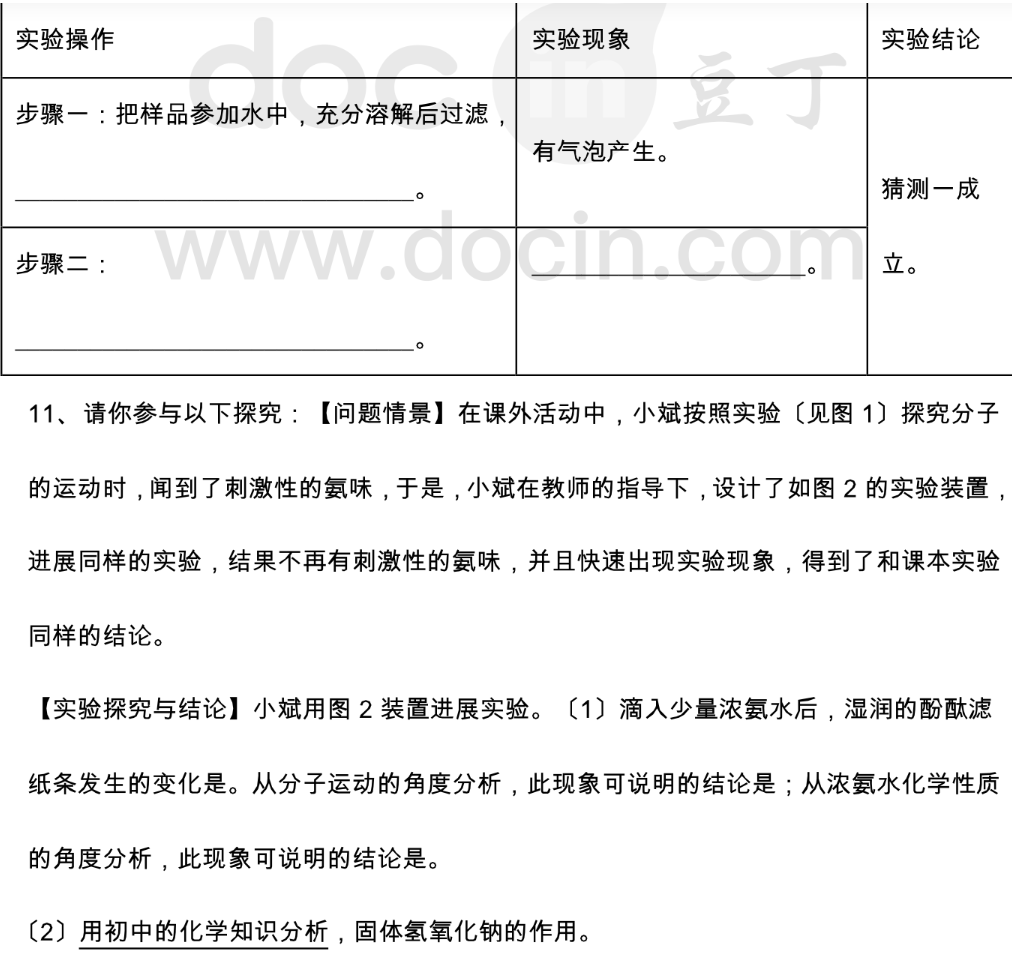 实验操作 实验现象 实验结论
步骤一：把样品参加水中，充分溶解后过滤，
有气泡产生。
____________________________________。
猜测一成
步骤二： _________________________。 立。
____________________________________。
docin 豆丁
www.docin.com
11、请你参与以下探究：【问题情景】在课外活动中，小斌按照实验〔见图 1〕探究分子
的运动时，闻到了刺激性的氨味，于是，小斌在教师的指导下，设计了如图 2 的实验装置，
进展同样的实验，结果不再有刺激性的氨味，并且快速出现实验现象，得到了和课本实验
同样的结论。
【实验探究与结论】小斌用图 2 装置进展实验。〔1〕滴入少量浓氨水后，湿润的酚酞滤
纸条发生的变化是。从分子运动的角度分析，此现象可说明的结论是；从浓氨水化学性质
的角度分析，此现象可说明的结论是。
〔2〕用初中的化学知识分析，固体氢氧化钠的作用。